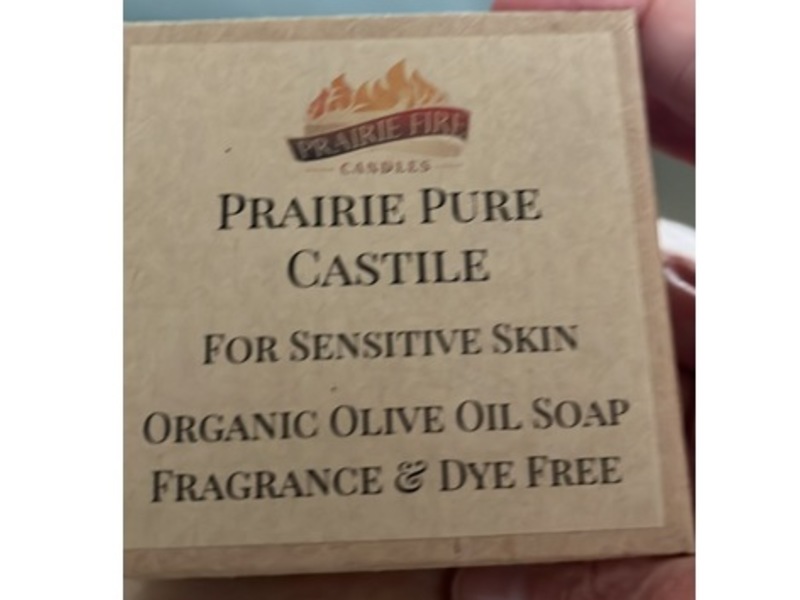 PRAIRIE FIRE
CANDLES
PRAIRIE PURE
CASTILE
FOR SENSITIVE SKIN
ORGANIC OLIVE OIL SOAP
FRAGRANCE & DYE FREE